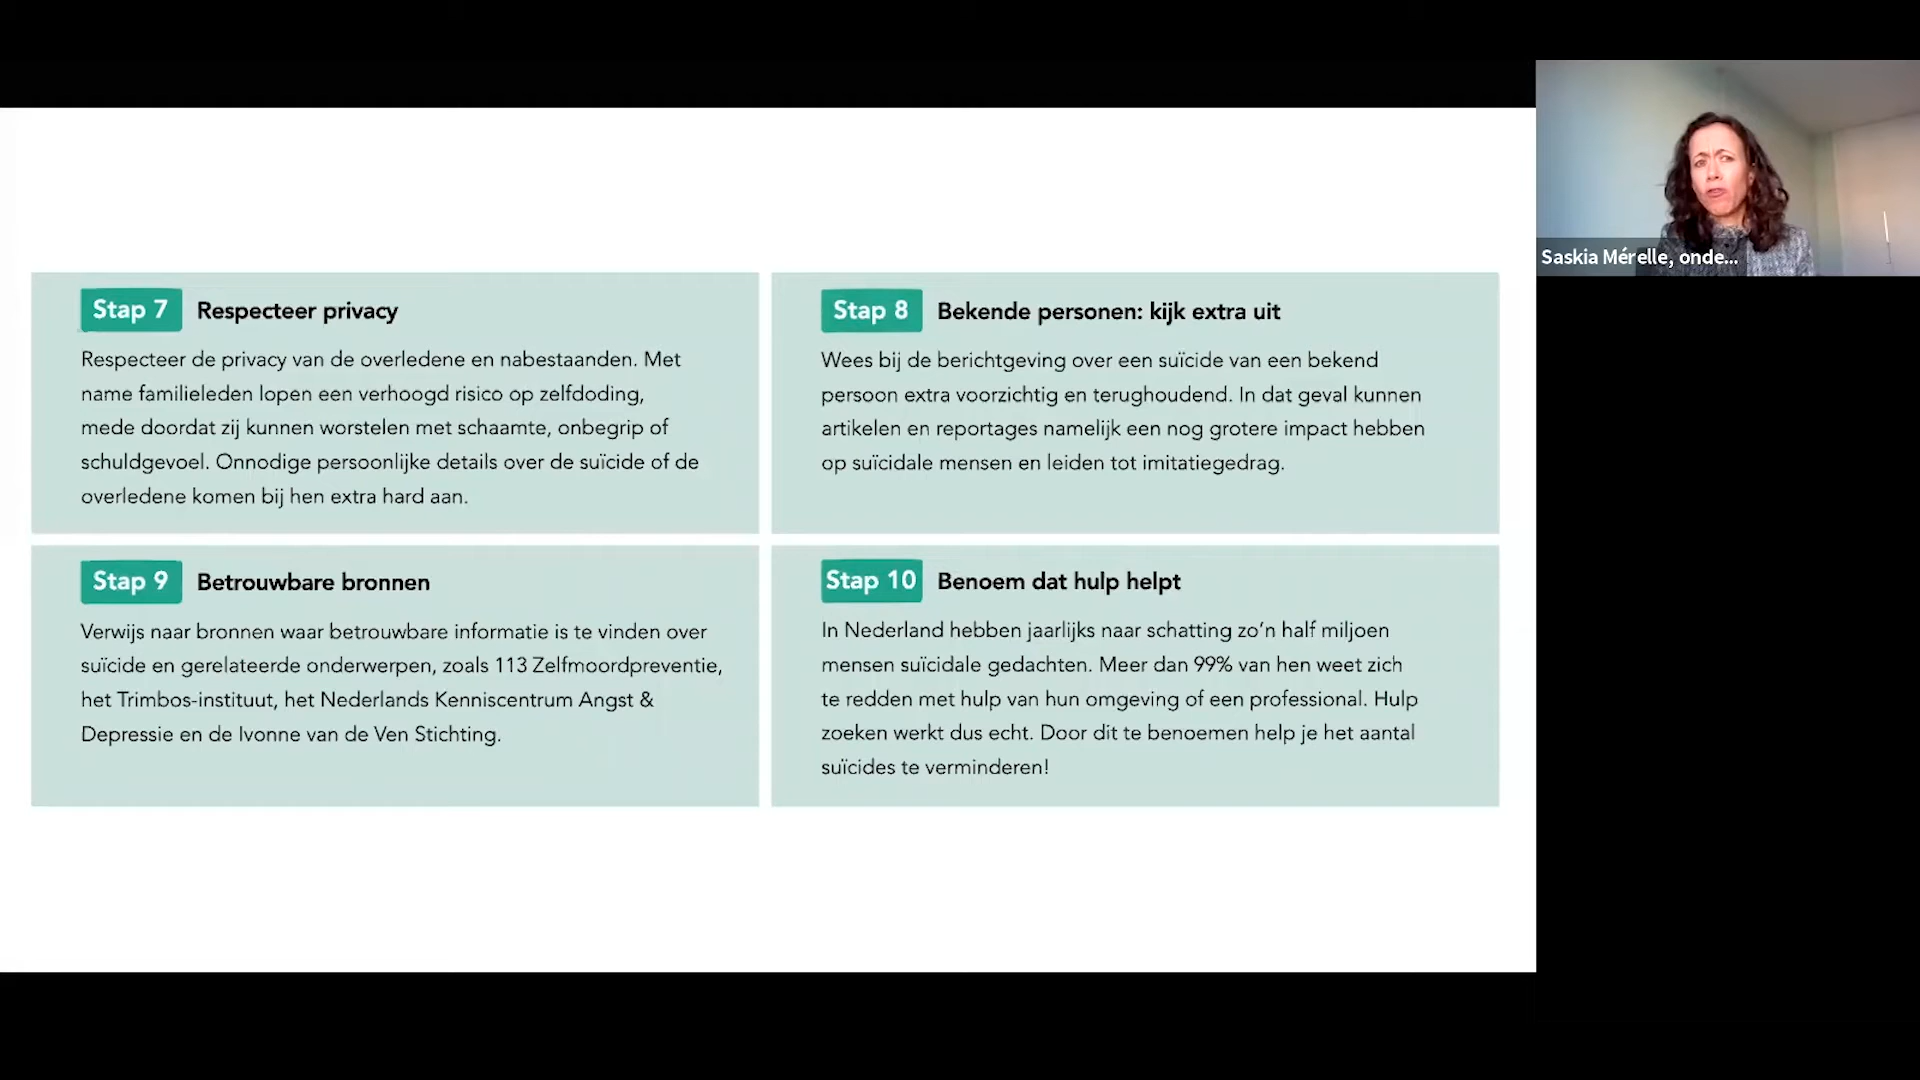 Stap 7 Respecteer privacy
Respecteer de privacy van de overledene en nabestaanden. Met
name familieleden lopen een verhoogd risico op zelfdoding,
mede doordat zij kunnen worstelen met schaamte, onbegrip of
schuldgevoel. Onnodige persoonlijke details over de suïcide of de
overledene komen bij hen extra hard aan.
Stap 8 Bekende personen: kijk extra uit
Wees bij de berichtgeving over een suïcide van een bekend
persoon extra voorzichtig en terughoudend. In dat geval kunnen
artikelen en reportages namelijk een nog grotere impact hebben
op suïcidale mensen en leiden tot imitatiegedrag.
Stap 9 Betrouwbare bronnen
Verwijs naar bronnen waar betrouwbare informatie is te vinden over
suïcide en gerelateerde onderwerpen, zoals 113 Zelfmoordpreventie,
het Trimbos-instituut, het Nederlands Kenniscentrum Angst &
Depressie en de Ivonne van de Ven Stichting.
Stap 10 Benoem dat hulp helpt
In Nederland hebben jaarlijks naar schatting zo’n half miljoen
mensen suïcidale gedachten. Meer dan 99% van hen weet zich
te redden met hulp van hun omgeving of een professional. Hulp
zoeken werkt dus echt. Door dit te benoemen help je het aantal
suïcides te verminderen!
Saskia Mérelle, onde...